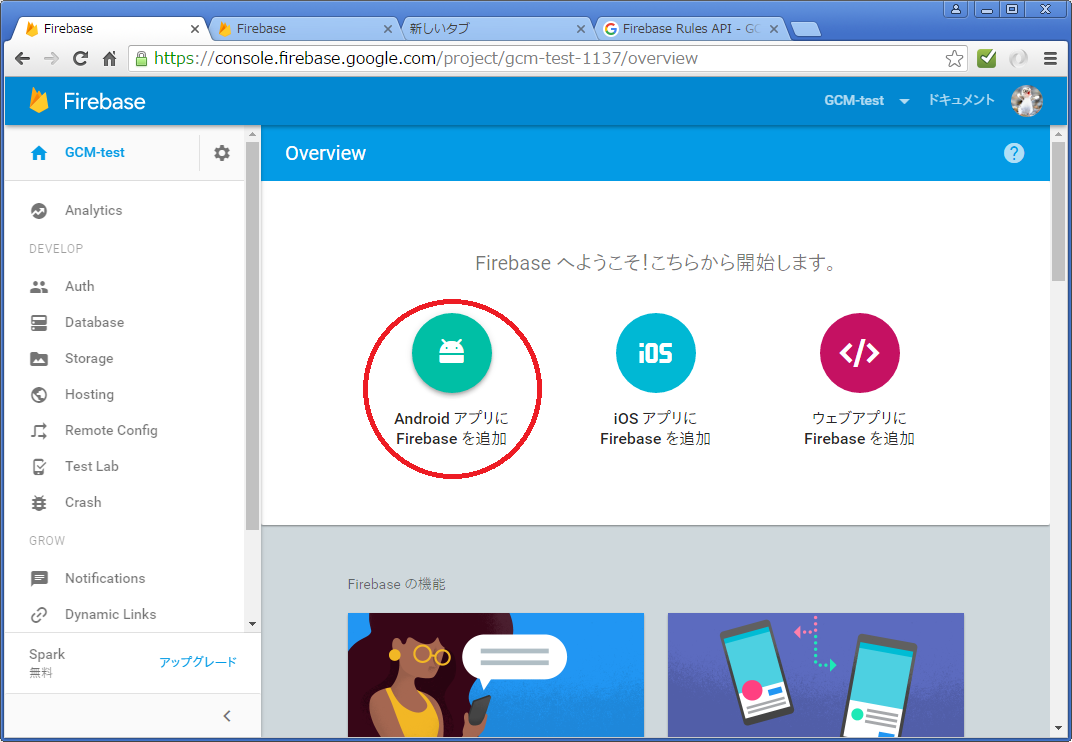 Firebase
Firebase
新しいタブ
Firebase Rules API - GC
https://console.firebase.google.com/project/gcm-test-1137/overview
Firebase
GCM-test
ドキュメント
GCM-test
Overview
Analytics
DEVELOP
Auth
Database
Storage
Hosting
Remote Config
Test Lab
Crash
GROW
Notifications
Dynamic Links
Spark
無料
アップグレード
Firebase へようこそ！こちらから開始します。
Android アプリに
Firebase を追加
iOS
iOS アプリに
Firebase を追加
</>
ウェブアプリに
Firebase を追加
Firebase の機能